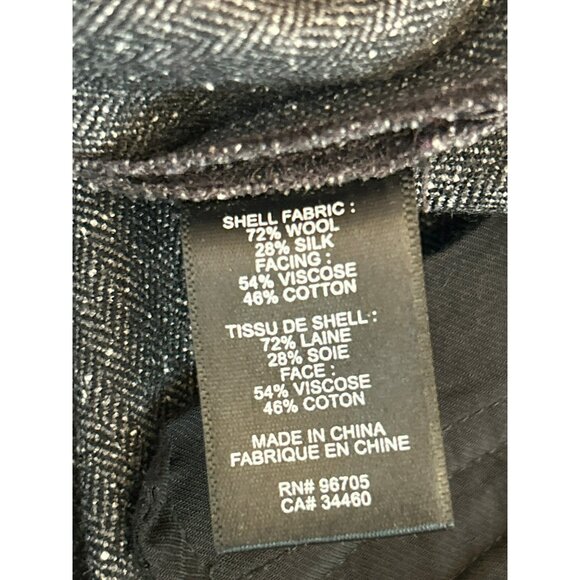 SHELL FABRIC :
72% WOOL
28% SILK
FACING :
54% VISCOSE
46% COTTON
TISSU DE SHELL :
72% LAINE
28% SOIE
FACE :
54% VISCOSE
46% COTON
MADE IN CHINA
FABRIQUE EN CHINE
RN# 96705
CA# 34460